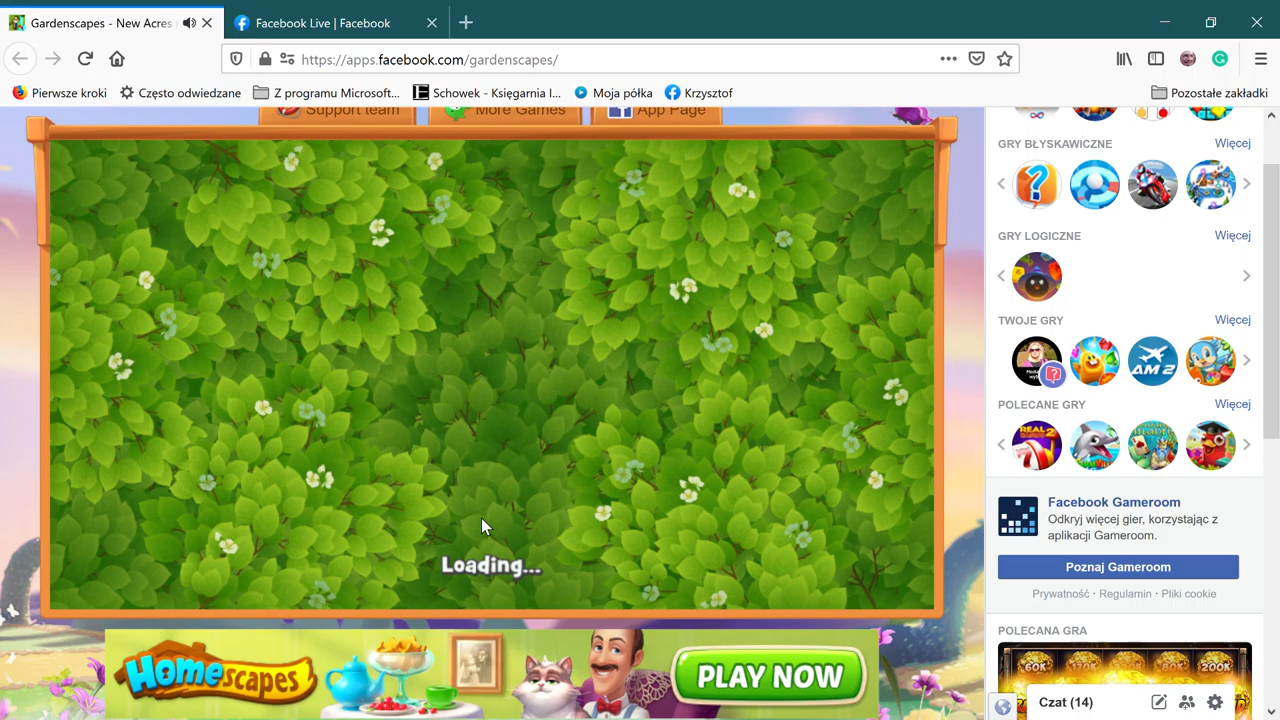 Gardenscapes - New Acres
Facebook Live | Facebook
https://apps.facebook.com/gardenscapes/
Pierwsze kroki
Często odwiedzane
Z programu Microsoft...
Schowek - Księgarnia I...
Moja półka
Krzysztof
Pozostałe zakładki
Support team
More Games
App Page
GRY BŁYSKAWICZNE
Więcej
GRY LOGICZNE
Więcej
TWOJE GRY
Więcej
AM 2
POLECANE GRY
Więcej
REAL
Facebook Gameroom
Odkryj więcej gier, korzystając z
aplikacji Gameroom.
Poznaj Gameroom
Prywatność · Regulamin · Pliki cookie
POLECANA GRA
60K
200K
Czat (14)
Loading...
Homescapes
PLAY NOW